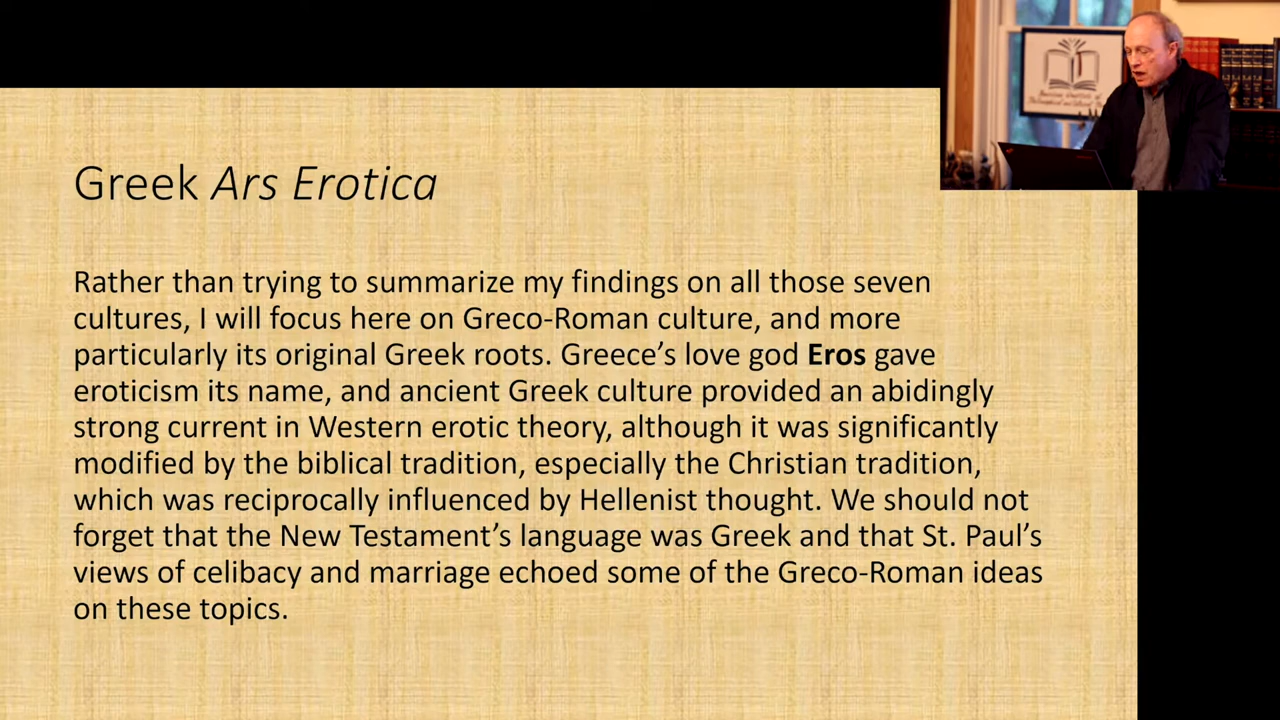 Greek Ars Erotica
Rather than trying to summarize my findings on all those seven
cultures, I will focus here on Greco-Roman culture, and more
particularly its original Greek roots. Greece’s love god Eros gave
eroticism its name, and ancient Greek culture provided an abidingly
strong current in Western erotic theory, although it was significantly
modified by the biblical tradition, especially the Christian tradition,
which was reciprocally influenced by Hellenist thought. We should not
forget that the New Testament’s language was Greek and that St. Paul’s
views of celibacy and marriage echoed some of the Greco-Roman ideas
on these topics.